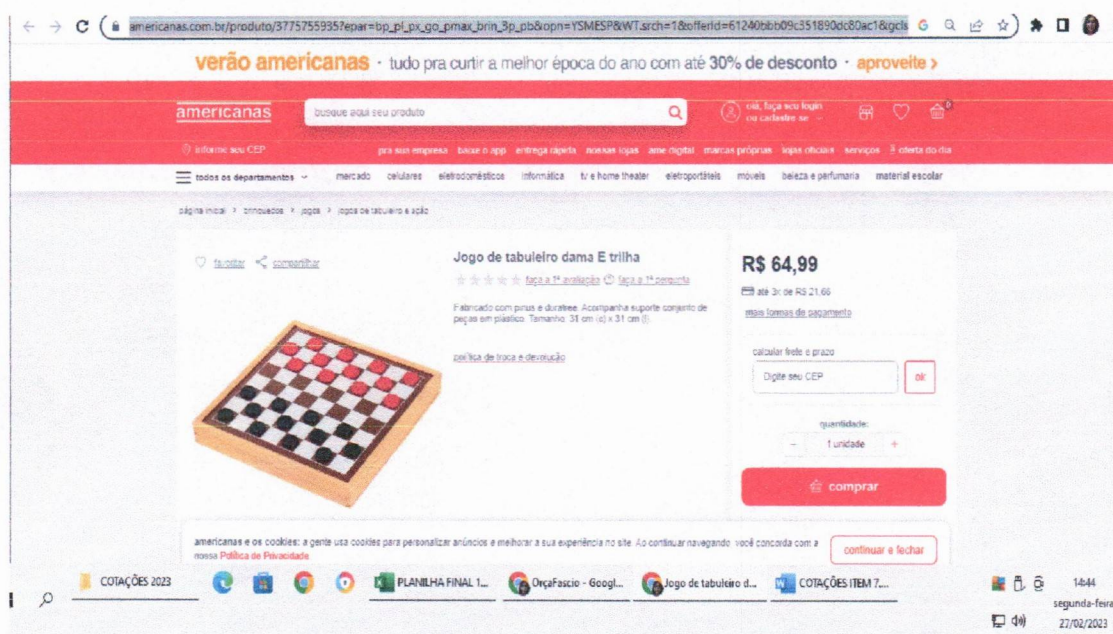 americanas.com.br/produto/3775755935?epar=bp_pl_px_go_pmax_brin_3p_pb&opn=YSMESP&WT.srch=1&offerId=61240bbb09c351890dc80ac1&gcls
verão americanas · tudo pra curtir a melhor época do ano com até 30% de desconto · aproveite >
americanas
busque aqui seu produto
olá, faça seu login
ou cadastre-se
0
informe seu CEP
pra sua empresa baixe o app entrega rápida nossas lojas ame digital marcas próprias lojas oficiais serviços oferta do dia
todos os departamentos mercado celulares eletrodomésticos informática tv e home theater eletroportáteis móveis beleza e perfumaria material escolar
página inicial > brinquedos > jogos > jogos de tabuleiro e ação
favoritar compartilhar
Jogo de tabuleiro dama E trilha
faça a 1ª avaliação faça a 1ª pergunta
Fabricado com pinus e duratree. Acompanha suporte conjunto de
peças em plástico. Tamanho: 31 cm (c) x 31 cm (l).
política de troca e devolução
R$ 64,99
até 3x de R$ 21,66
mais formas de pagamento
calcular frete e prazo
Digite seu CEP
ok
quantidade:
- 1 unidade +
comprar
americanas e os cookies: a gente usa cookies para personalizar anúncios e melhorar a sua experiência no site. Ao continuar navegando, você concorda com a
nossa Política de Privacidade
continuar e fechar
COTAÇÕES 2023
PLANILHA FINAL 1...
OrçaFascio - Googl...
Jogo de tabuleiro d...
COTAÇÕES ITEM 7....
14:44
segunda-feira
27/02/2023